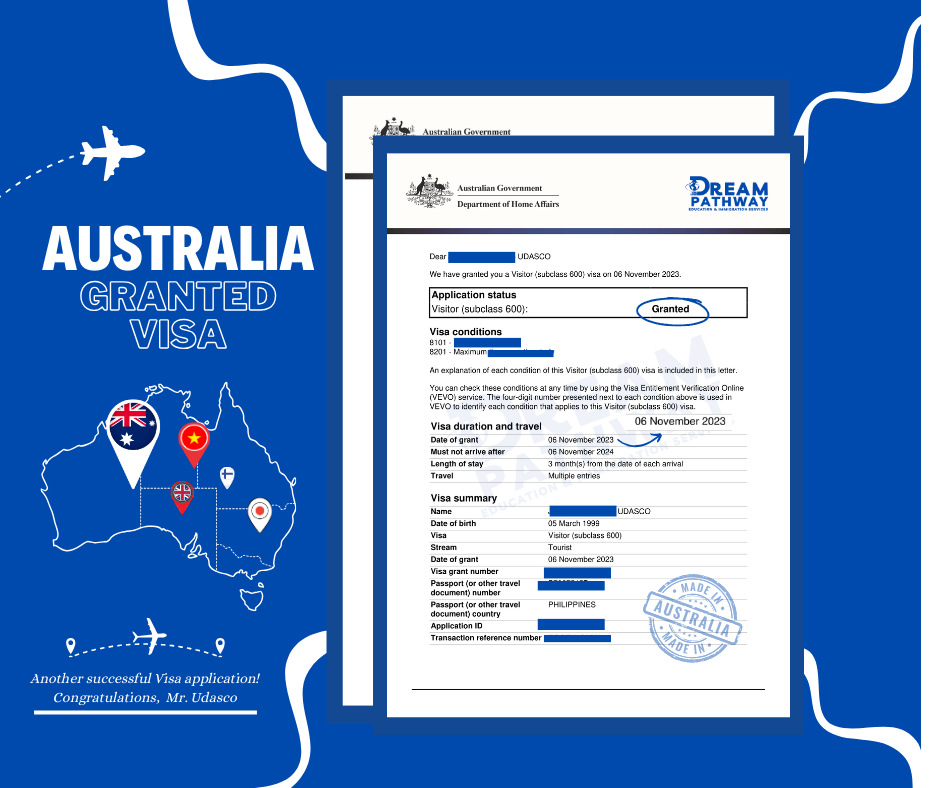 AUSTRALIA
GRANTED
VISA
Another successful Visa application!
Congratulations, Mr. Udasco
Australian Government
Australian Government
Department of Home Affairs
DREAM
PATHWAY
EDUCATION & IMMIGRATION SERVICES
Dear UDASCO
We have granted you a Visitor (subclass 600) visa on 06 November 2023.
Application status
Visitor (subclass 600): Granted
Visa conditions
8101 -
8201 - Maximum
An explanation of each condition of this Visitor (subclass 600) visa is included in this letter.
You can check these conditions at any time by using the Visa Entitlement Verification Online
(VEVO) service. The four-digit number presented next to each condition above is used in
VEVO to identify each condition that applies to this Visitor (subclass 600) visa.
06 November 2023
Visa duration and travel
Date of grant 06 November 2023
Must not arrive after 06 November 2024
Length of stay 3 month(s) from the date of each arrival
Travel Multiple entries
Visa summary
Name UDASCO
Date of birth 05 March 1999
Visa Visitor (subclass 600)
Stream Tourist
Date of grant 06 November 2023
Visa grant number
Passport (or other travel
document) number
Passport (or other travel PHILIPPINES
document) country
Application ID
Transaction reference number
MADE IN
AUSTRALIA
MADE IN